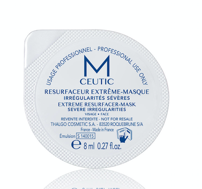 USAGE PROFESSIONNEL - PROFESSIONAL USE ONLY
M
CEUTIC
RESURFACEUR EXTRÊME-MASQUE
IRRÉGULARITÉS SÉVÈRES
EXTREME RESURFACER-MASK
SEVERE IRREGULARITIES
VISAGE • FACE
REVENTE INTERDITE - NOT FOR RESALE
THALGO COSMETIC S.A. - 83520 ROQUEBRUNE S/A
France - Made in France
Émulsion
e 8 ml 0.27 fl.oz.